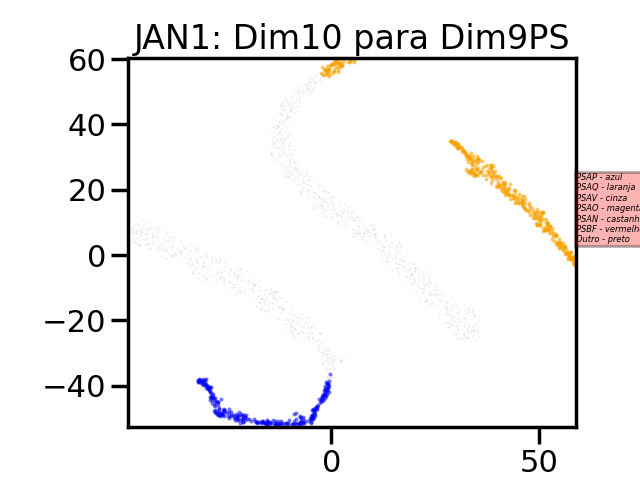 JAN1: Dim10 para Dim9PS
60
40
20
0
−20
−40
0
50
PSAP - azul
PSAQ - laranja
PSAV - cinza
PSAO - magenta
PSAN - castanh
PSBF - vermelh
Outro - preto